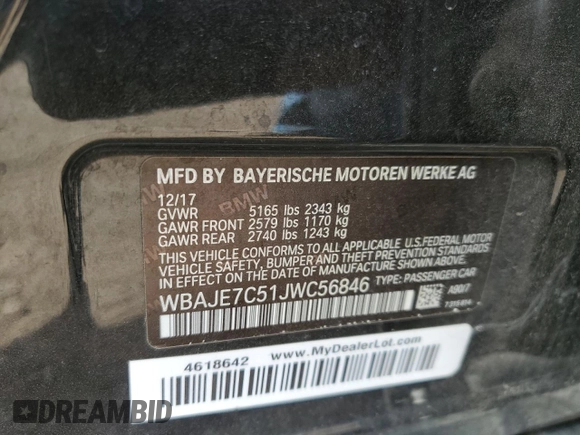 MFD BY BAYERISCHE MOTOREN WERKE AG
12/17
GVWR 5165 lbs 2343 kg
GAWR FRONT 2579 lbs 1170 kg
GAWR REAR 2740 lbs 1243 kg
THIS VEHICLE CONFORMS TO ALL APPLICABLE U.S.FEDERAL MOTOR
VEHICLE SAFETY, BUMPER, AND THEFT PREVENTION STANDARDS
IN EFFECT ON THE DATE OF MANUFACTURE SHOWN ABOVE.
WBAJE7C51JWC56846 TYPE: PASSENGER CAR
A90/7
BMW
4618642 www.MyDealerLot.com
DREAMBID